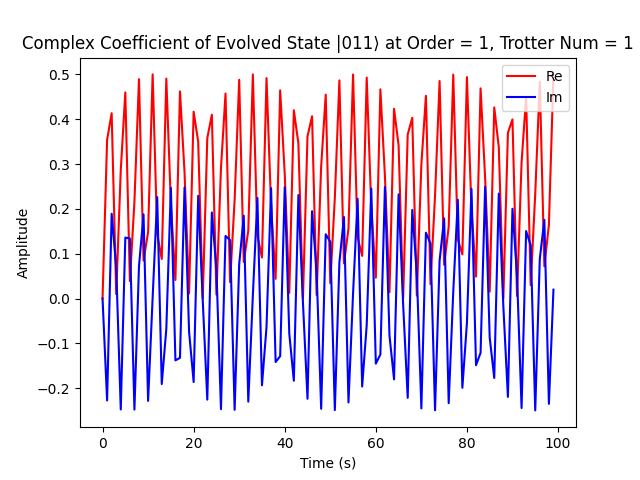 Complex Coefficient of Evolved State |011⟩ at Order = 1, Trotter Num = 1
Re
Im
0.5
0.4
0.3
0.2
0.1
0.0
−0.1
−0.2
Amplitude
0
20
40
60
80
100
Time (s)